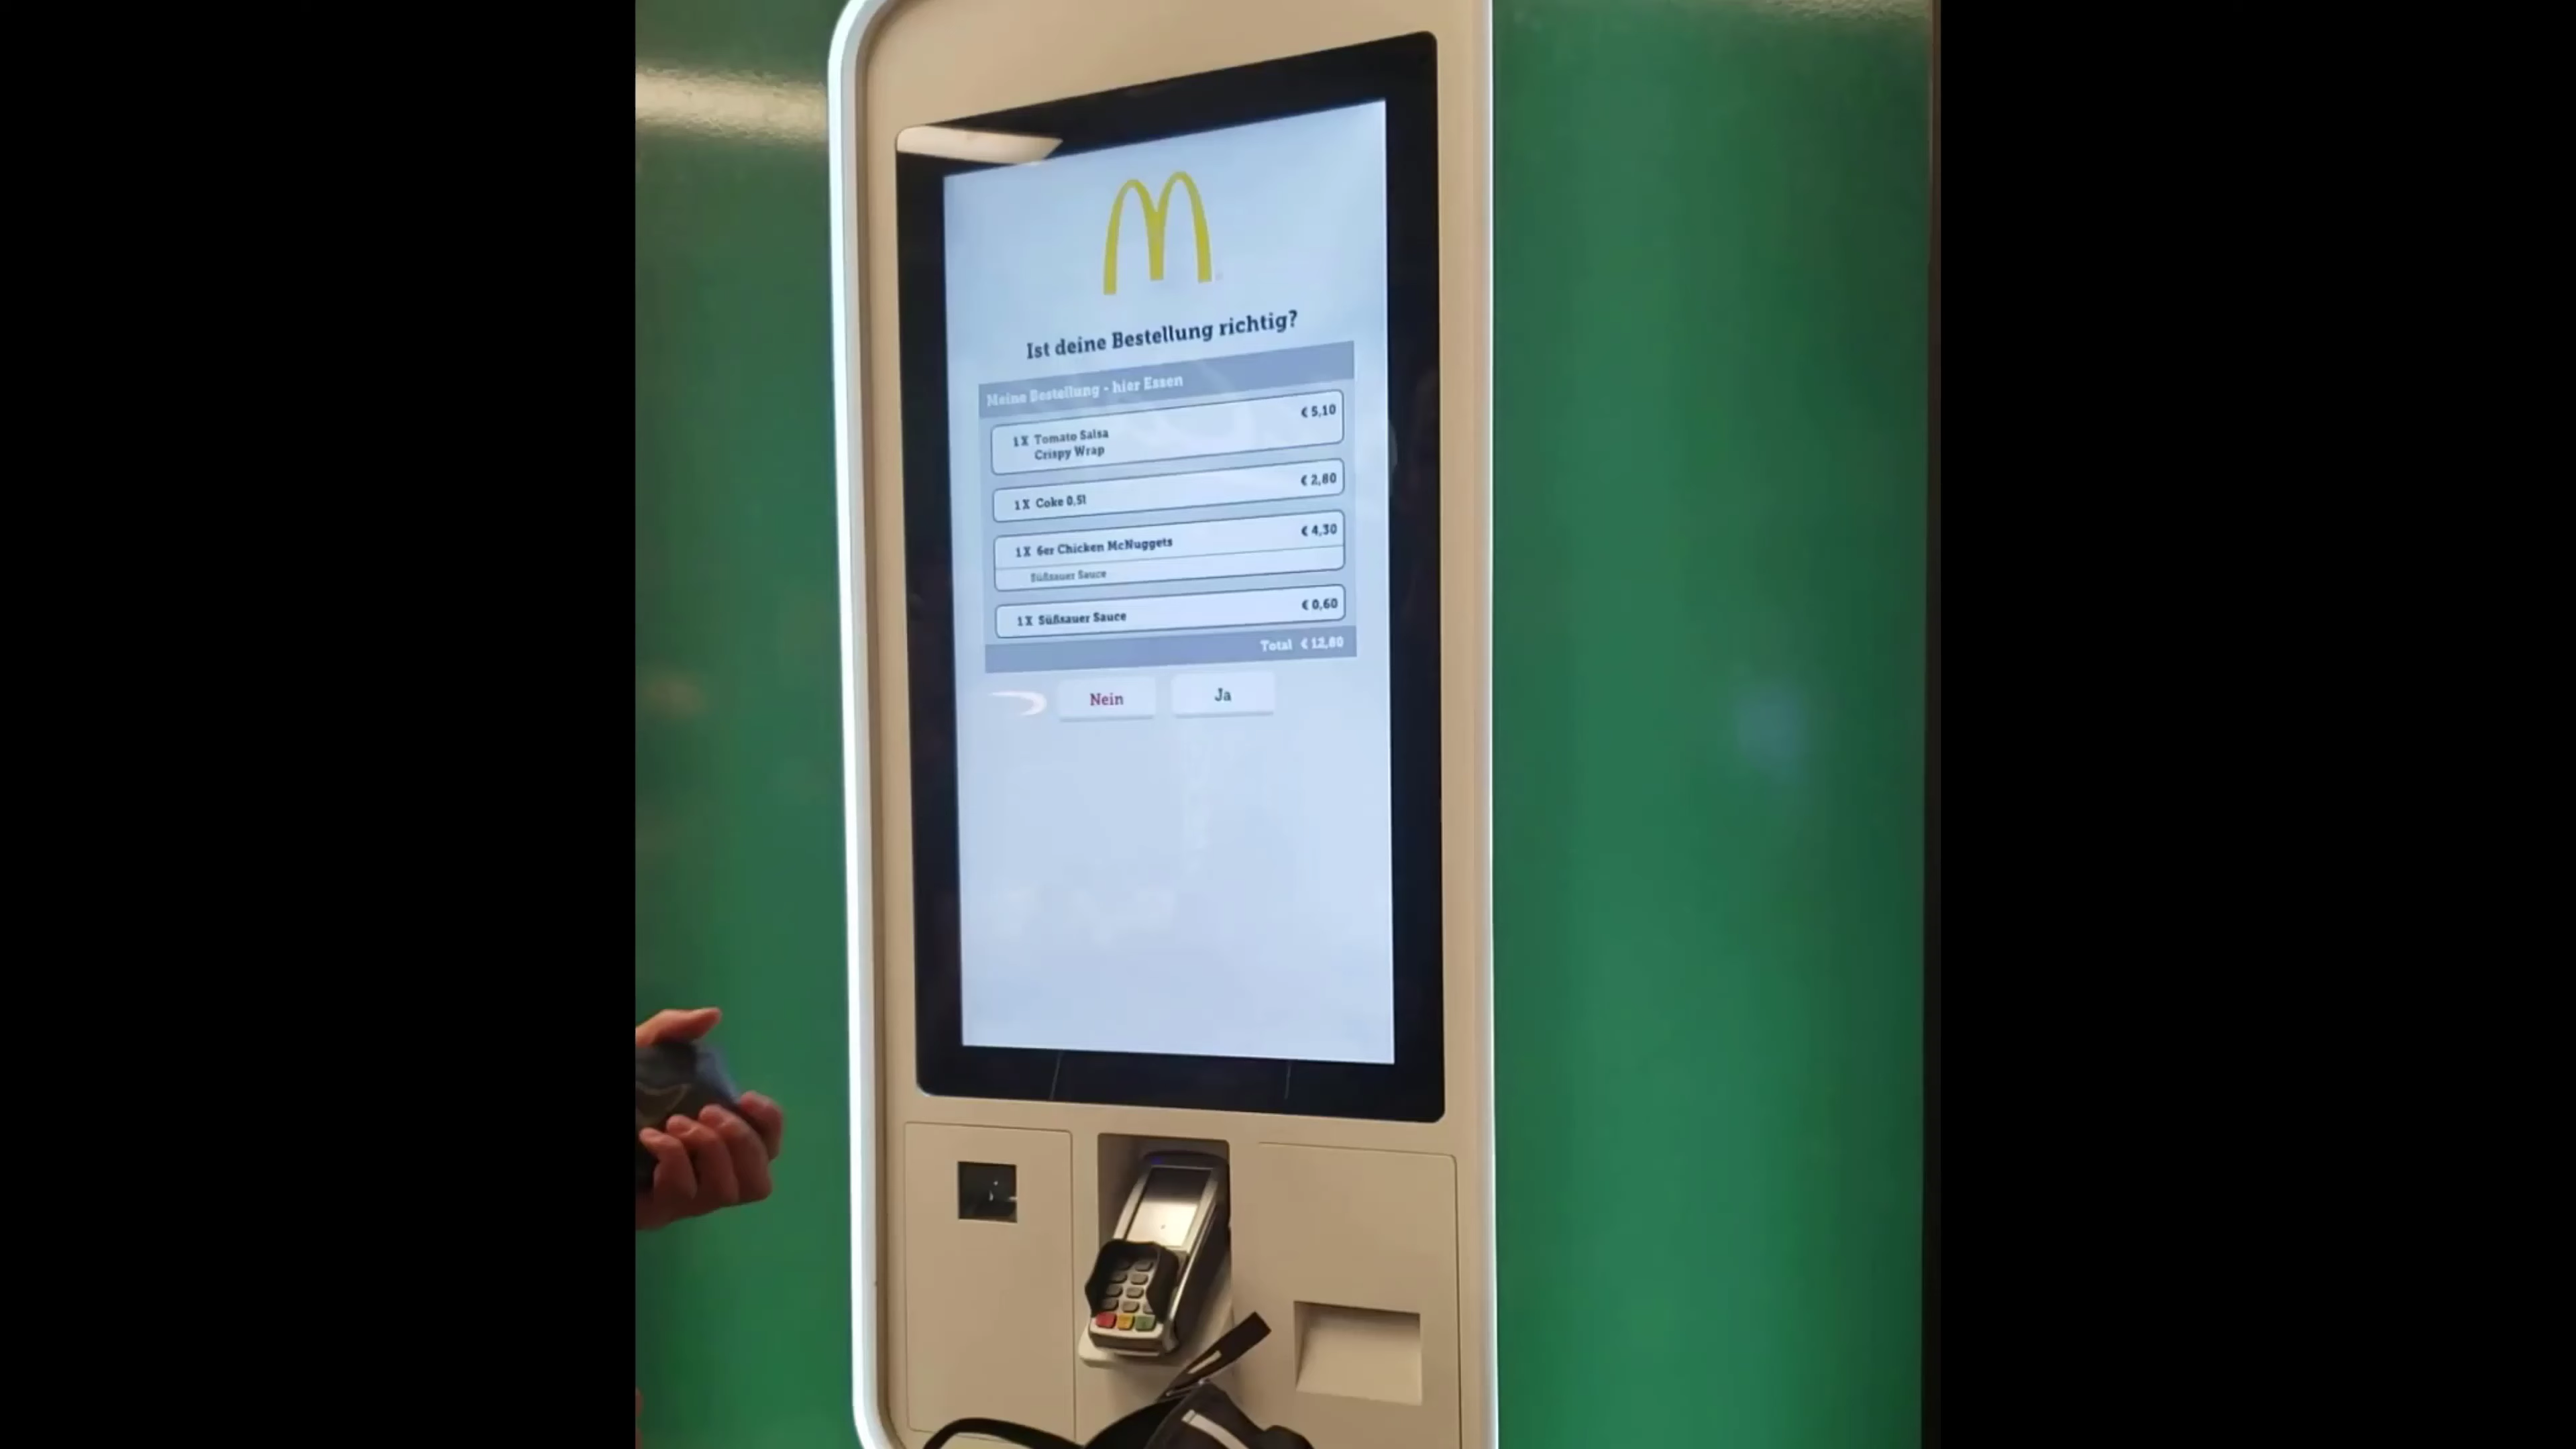 Ist deine Bestellung richtig?
Meine Bestellung - hier Essen
1 X Tomato Salsa € 5,10
Crispy Wrap
1 X Coke 0,5l € 2,80
1 X 6er Chicken McNuggets € 4,30
Süßsauer Sauce
1 X Süßsauer Sauce € 0,60
Total € 12,80
Nein Ja